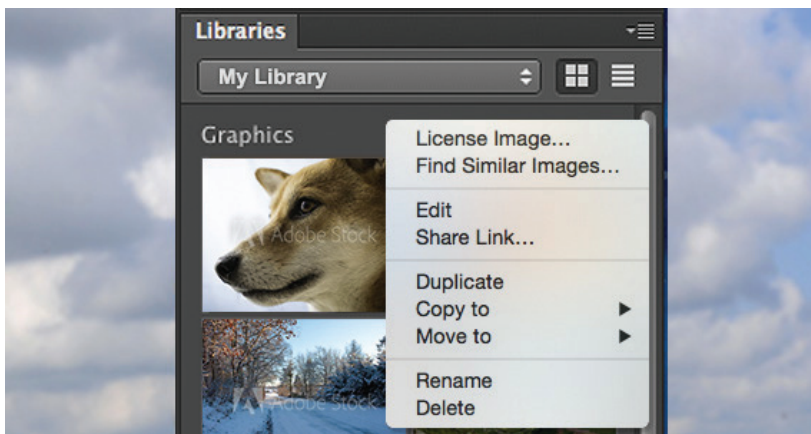 Libraries
My Library
Graphics
License Image...
Find Similar Images...
Edit
Share Link...
Duplicate
Copy to
Move to
Rename
Delete
Adobe Stock
Adobe Stock